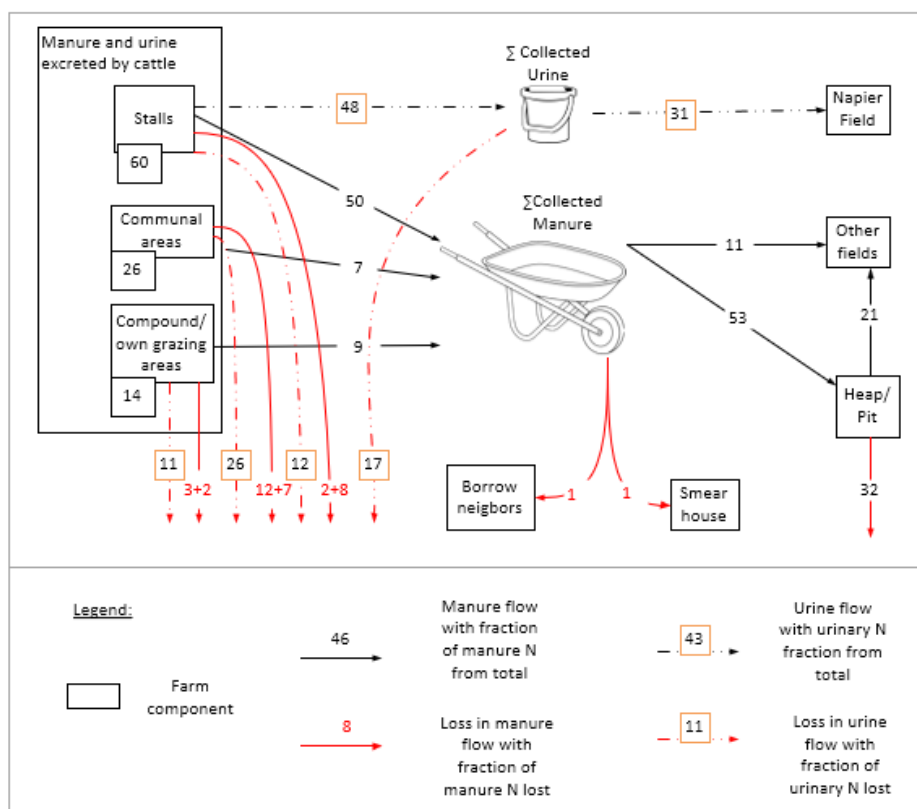 Manure and urine
excreted by cattle
Stalls
60
Communal
areas
26
Compound/
own grazing
areas
14
48
50
7
9
∑ Collected
Urine
31
Napier
Field
∑Collected
Manure
11
Other
fields
53
21
Heap/
Pit
32
11
3+2
26
12+7
12
2+8
17
Borrow
neigbors
1
1
Smear
house
Legend:
Farm
component
46
Manure flow
with fraction
of manure N
from total
43
Urine flow
with urinary N
fraction from
total
8
Loss in manure
flow with
fraction of
manure N lost
11
Loss in urine
flow with
fraction of
urinary N lost